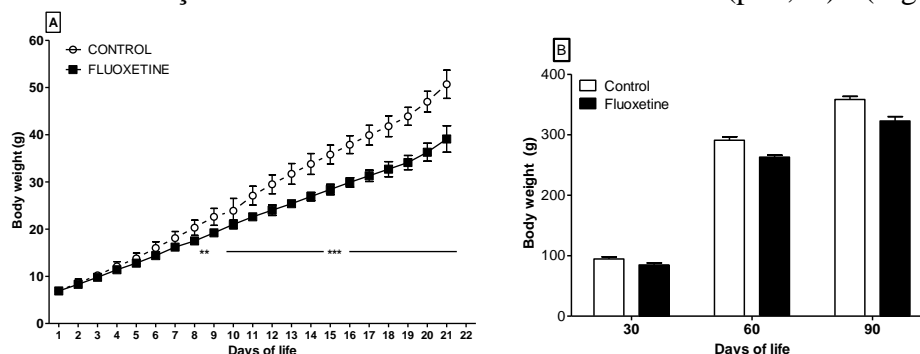 A
CONTROL
FLUOXETINE
Body weight (g)
60
50
40
30
20
10
0
**
***
1 2 3 4 5 6 7 8 9 10 11 12 13 14 15 16 17 18 19 20 21 22
Days of life
B
Control
Fluoxetine
Body weight (g)
400
300
200
100
0
30 60 90
Days of life